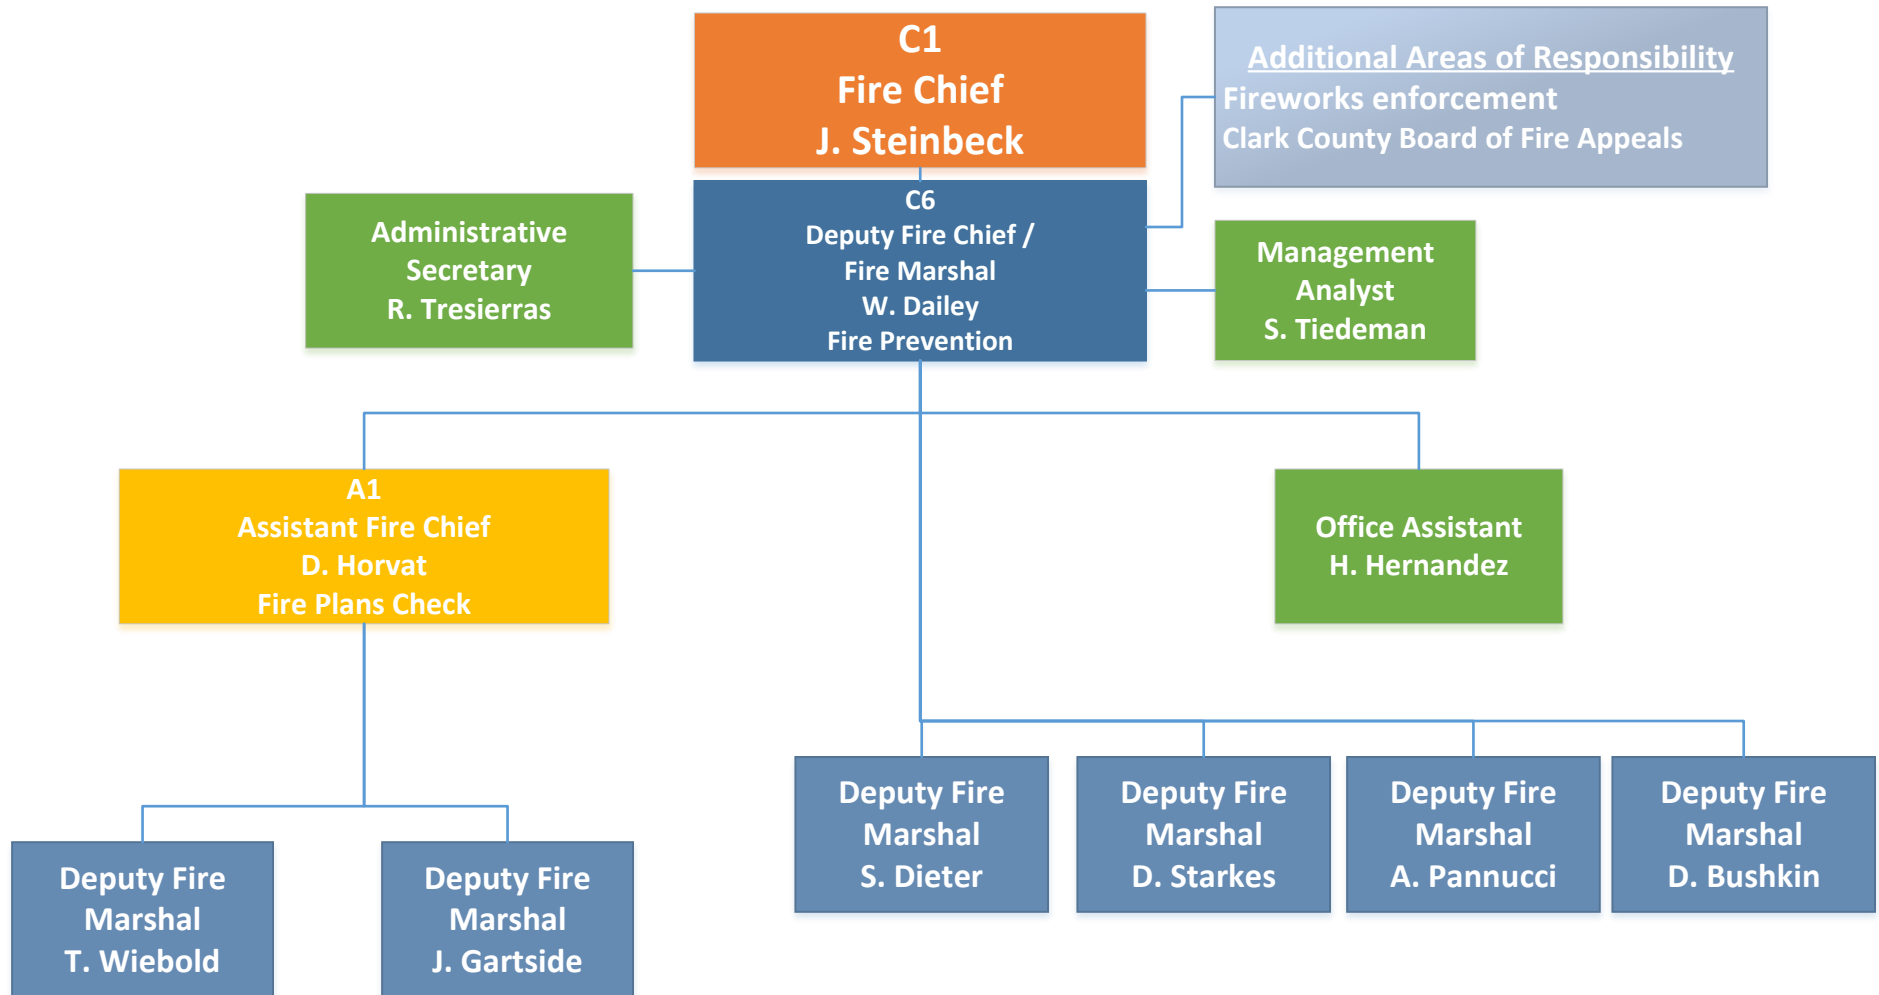 C1
Fire Chief
J. Steinbeck
Additional Areas of Responsibility
Fireworks enforcement
Clark County Board of Fire Appeals
Administrative
Secretary
R. Tresierras
C6
Deputy Fire Chief /
Fire Marshal
W. Dailey
Fire Prevention
Management
Analyst
S. Tiedeman
A1
Assistant Fire Chief
D. Horvat
Fire Plans Check
Office Assistant
H. Hernandez
Deputy Fire
Marshal
S. Dieter
Deputy Fire
Marshal
D. Starkes
Deputy Fire
Marshal
A. Pannucci
Deputy Fire
Marshal
D. Bushkin
Deputy Fire
Marshal
T. Wiebold
Deputy Fire
Marshal
J. Gartside